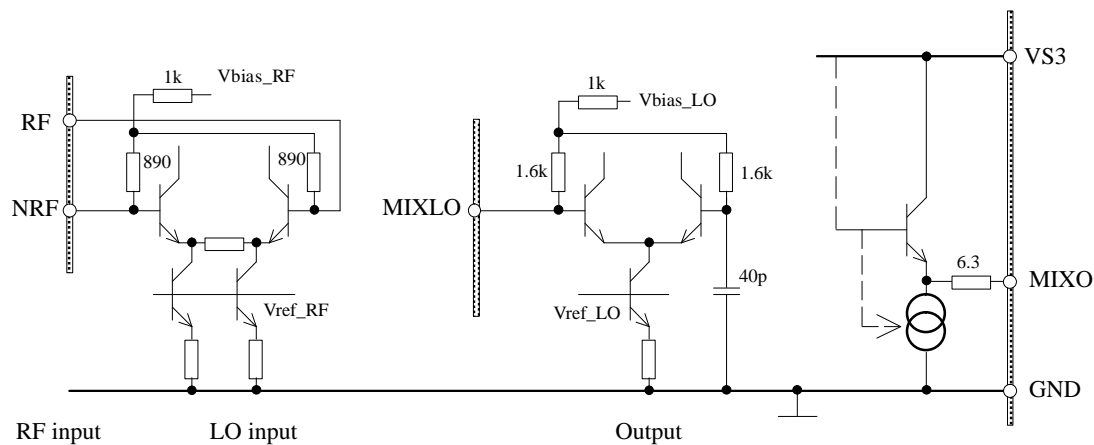 VS3
1k
Vbias_RF
1k
Vbias_LO
RF
890
890
1.6k
1.6k
NRF
MIXLO
6.3
MIXO
40p
Vref_RF
Vref_LO
GND
RF input
LO input
Output